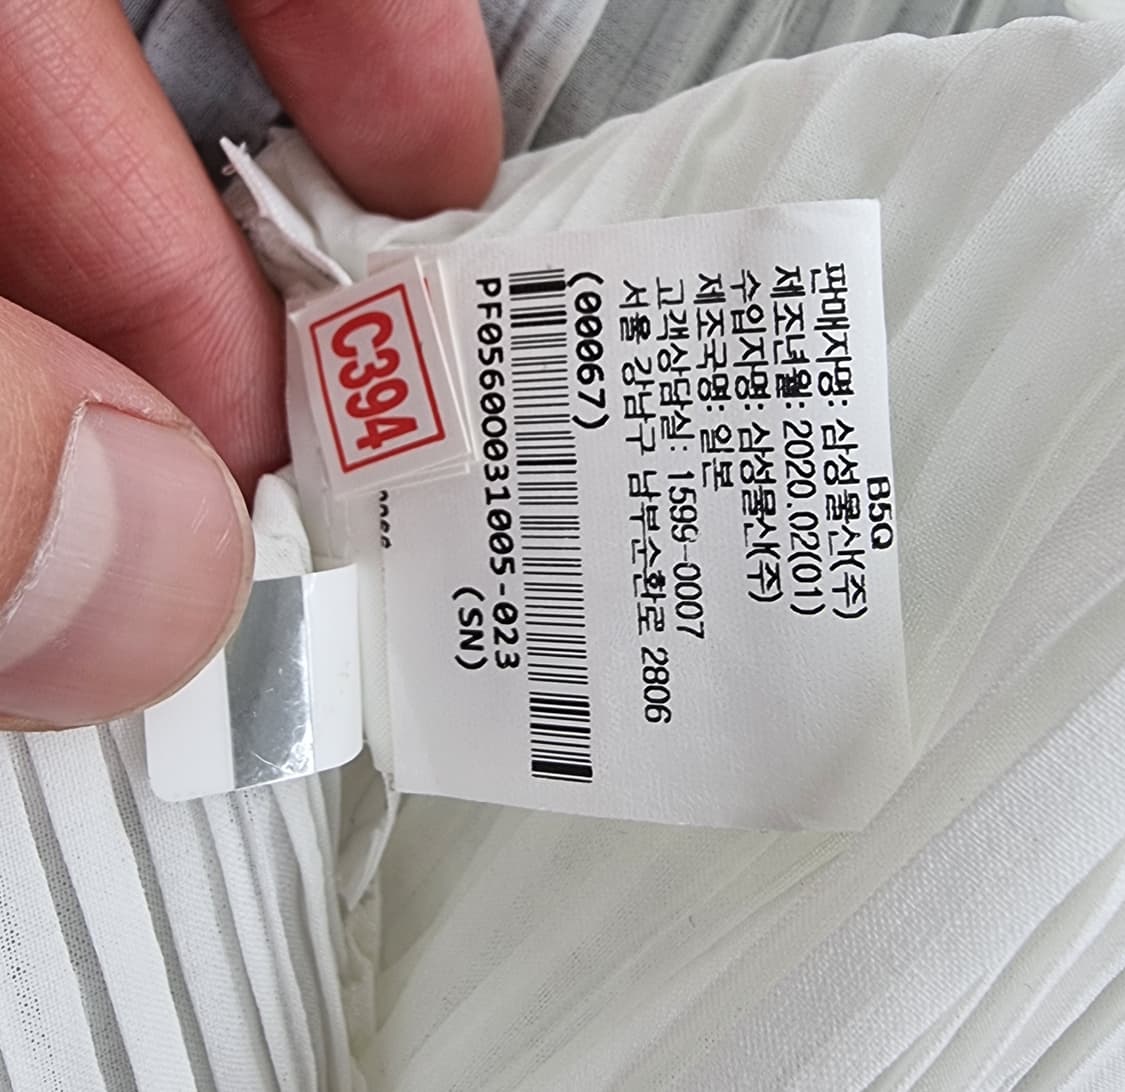 B5Q
판매자명: 삼성물산(주)
제조년월: 2020.02(01)
수입자명: 삼성물산(주)
제조국명: 일본
고객상담실: 1599-0007
서울 강남구 남부순환로 2806
(00067)
PF0560O031005-023
(SN)
C394